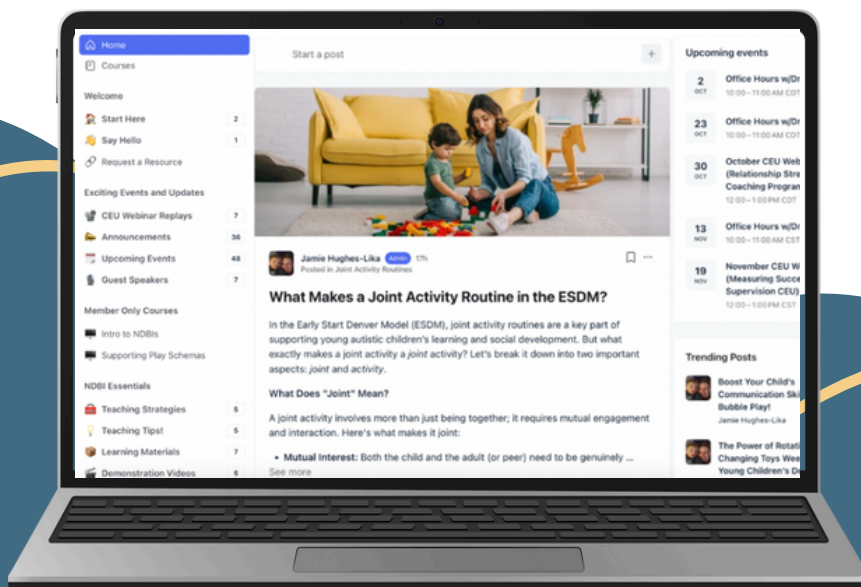 Home
Courses
Welcome
Start Here 2
Say Hello 1
Request a Resource
Exciting Events and Updates
CEU Webinar Replays 7
Announcements 36
Upcoming Events 48
Guest Speakers 7
Member Only Courses
Intro to NDBIs
Supporting Play Schemas
NDBI Essentials
Teaching Strategies 5
Teaching Tips! 5
Learning Materials 7
Demonstration Videos 5
Start a post +
Jamie Hughes-Lika Admin 17h
Posted in Joint Activity Routines
What Makes a Joint Activity Routine in the ESDM?
In the Early Start Denver Model (ESDM), joint activity routines are a key part of
supporting young autistic children's learning and social development. But what
exactly makes a joint activity a joint activity? Let's break it down into two important
aspects: joint and activity.
What Does "Joint" Mean?
A joint activity involves more than just being together; it requires mutual engagement
and interaction. Here's what makes it joint:
• Mutual Interest: Both the child and the adult (or peer) need to be genuinely ...
See more
Upcoming events
2 Office Hours w/Dr
OCT 10:00 – 11:00 AM CDT
23 Office Hours w/Dr
OCT 10:00 – 11:00 AM CDT
30 October CEU Web
OCT (Relationship Stre
Coaching Program
12:00 – 1:00 PM CDT
13 Office Hours w/Dr
NOV 10:00 – 11:00 AM CST
19 November CEU W
NOV (Measuring Succe
Supervision CEU)
12:00 – 1:00 PM CST
Trending Posts
Boost Your Child's
Communication Ski
Bubble Play!
Jamie Hughes-Lika
The Power of Rotati
Changing Toys Wee
Young Children's D